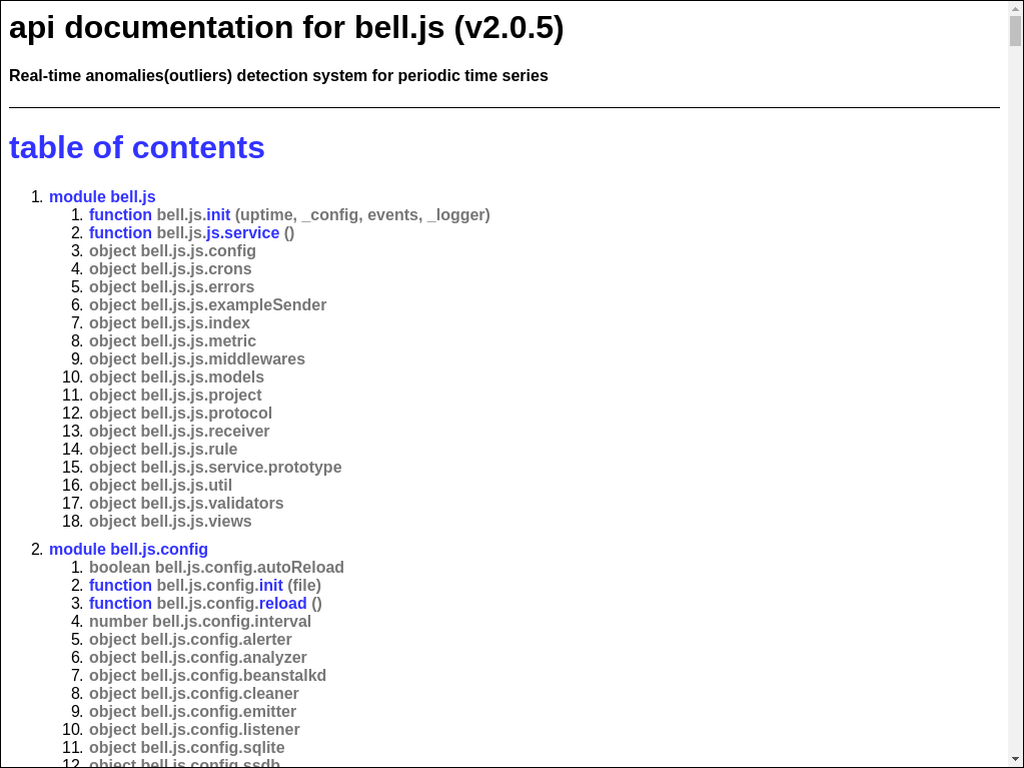 api documentation for bell.js (v2.0.5)
Real-time anomalies(outliers) detection system for periodic time series
table of contents
1. module bell.js
1. function bell.js.init (uptime, _config, events, _logger)
2. function bell.js.js.service ()
3. object bell.js.js.config
4. object bell.js.js.crons
5. object bell.js.js.errors
6. object bell.js.js.exampleSender
7. object bell.js.js.index
8. object bell.js.js.metric
9. object bell.js.js.middlewares
10. object bell.js.js.models
11. object bell.js.js.project
12. object bell.js.js.protocol
13. object bell.js.js.receiver
14. object bell.js.js.rule
15. object bell.js.js.service.prototype
16. object bell.js.js.util
17. object bell.js.js.validators
18. object bell.js.js.views
2. module bell.js.config
1. boolean bell.js.config.autoReload
2. function bell.js.config.init (file)
3. function bell.js.config.reload ()
4. number bell.js.config.interval
5. object bell.js.config.alerter
6. object bell.js.config.analyzer
7. object bell.js.config.beanstalkd
8. object bell.js.config.cleaner
9. object bell.js.config.emitter
10. object bell.js.config.listener
11. object bell.js.config.sqlite
12. object bell.js.config.ssdb